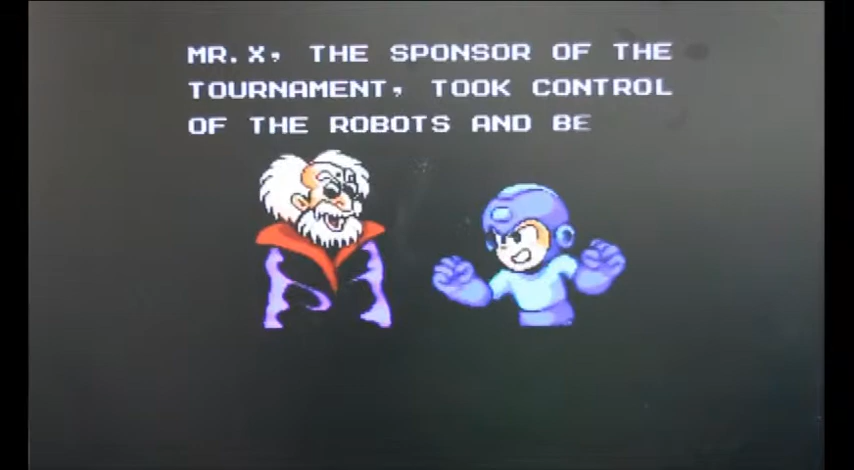 MR. X, THE SPONSOR OF THE
TOURNAMENT, TOOK CONTROL
OF THE ROBOTS AND BE